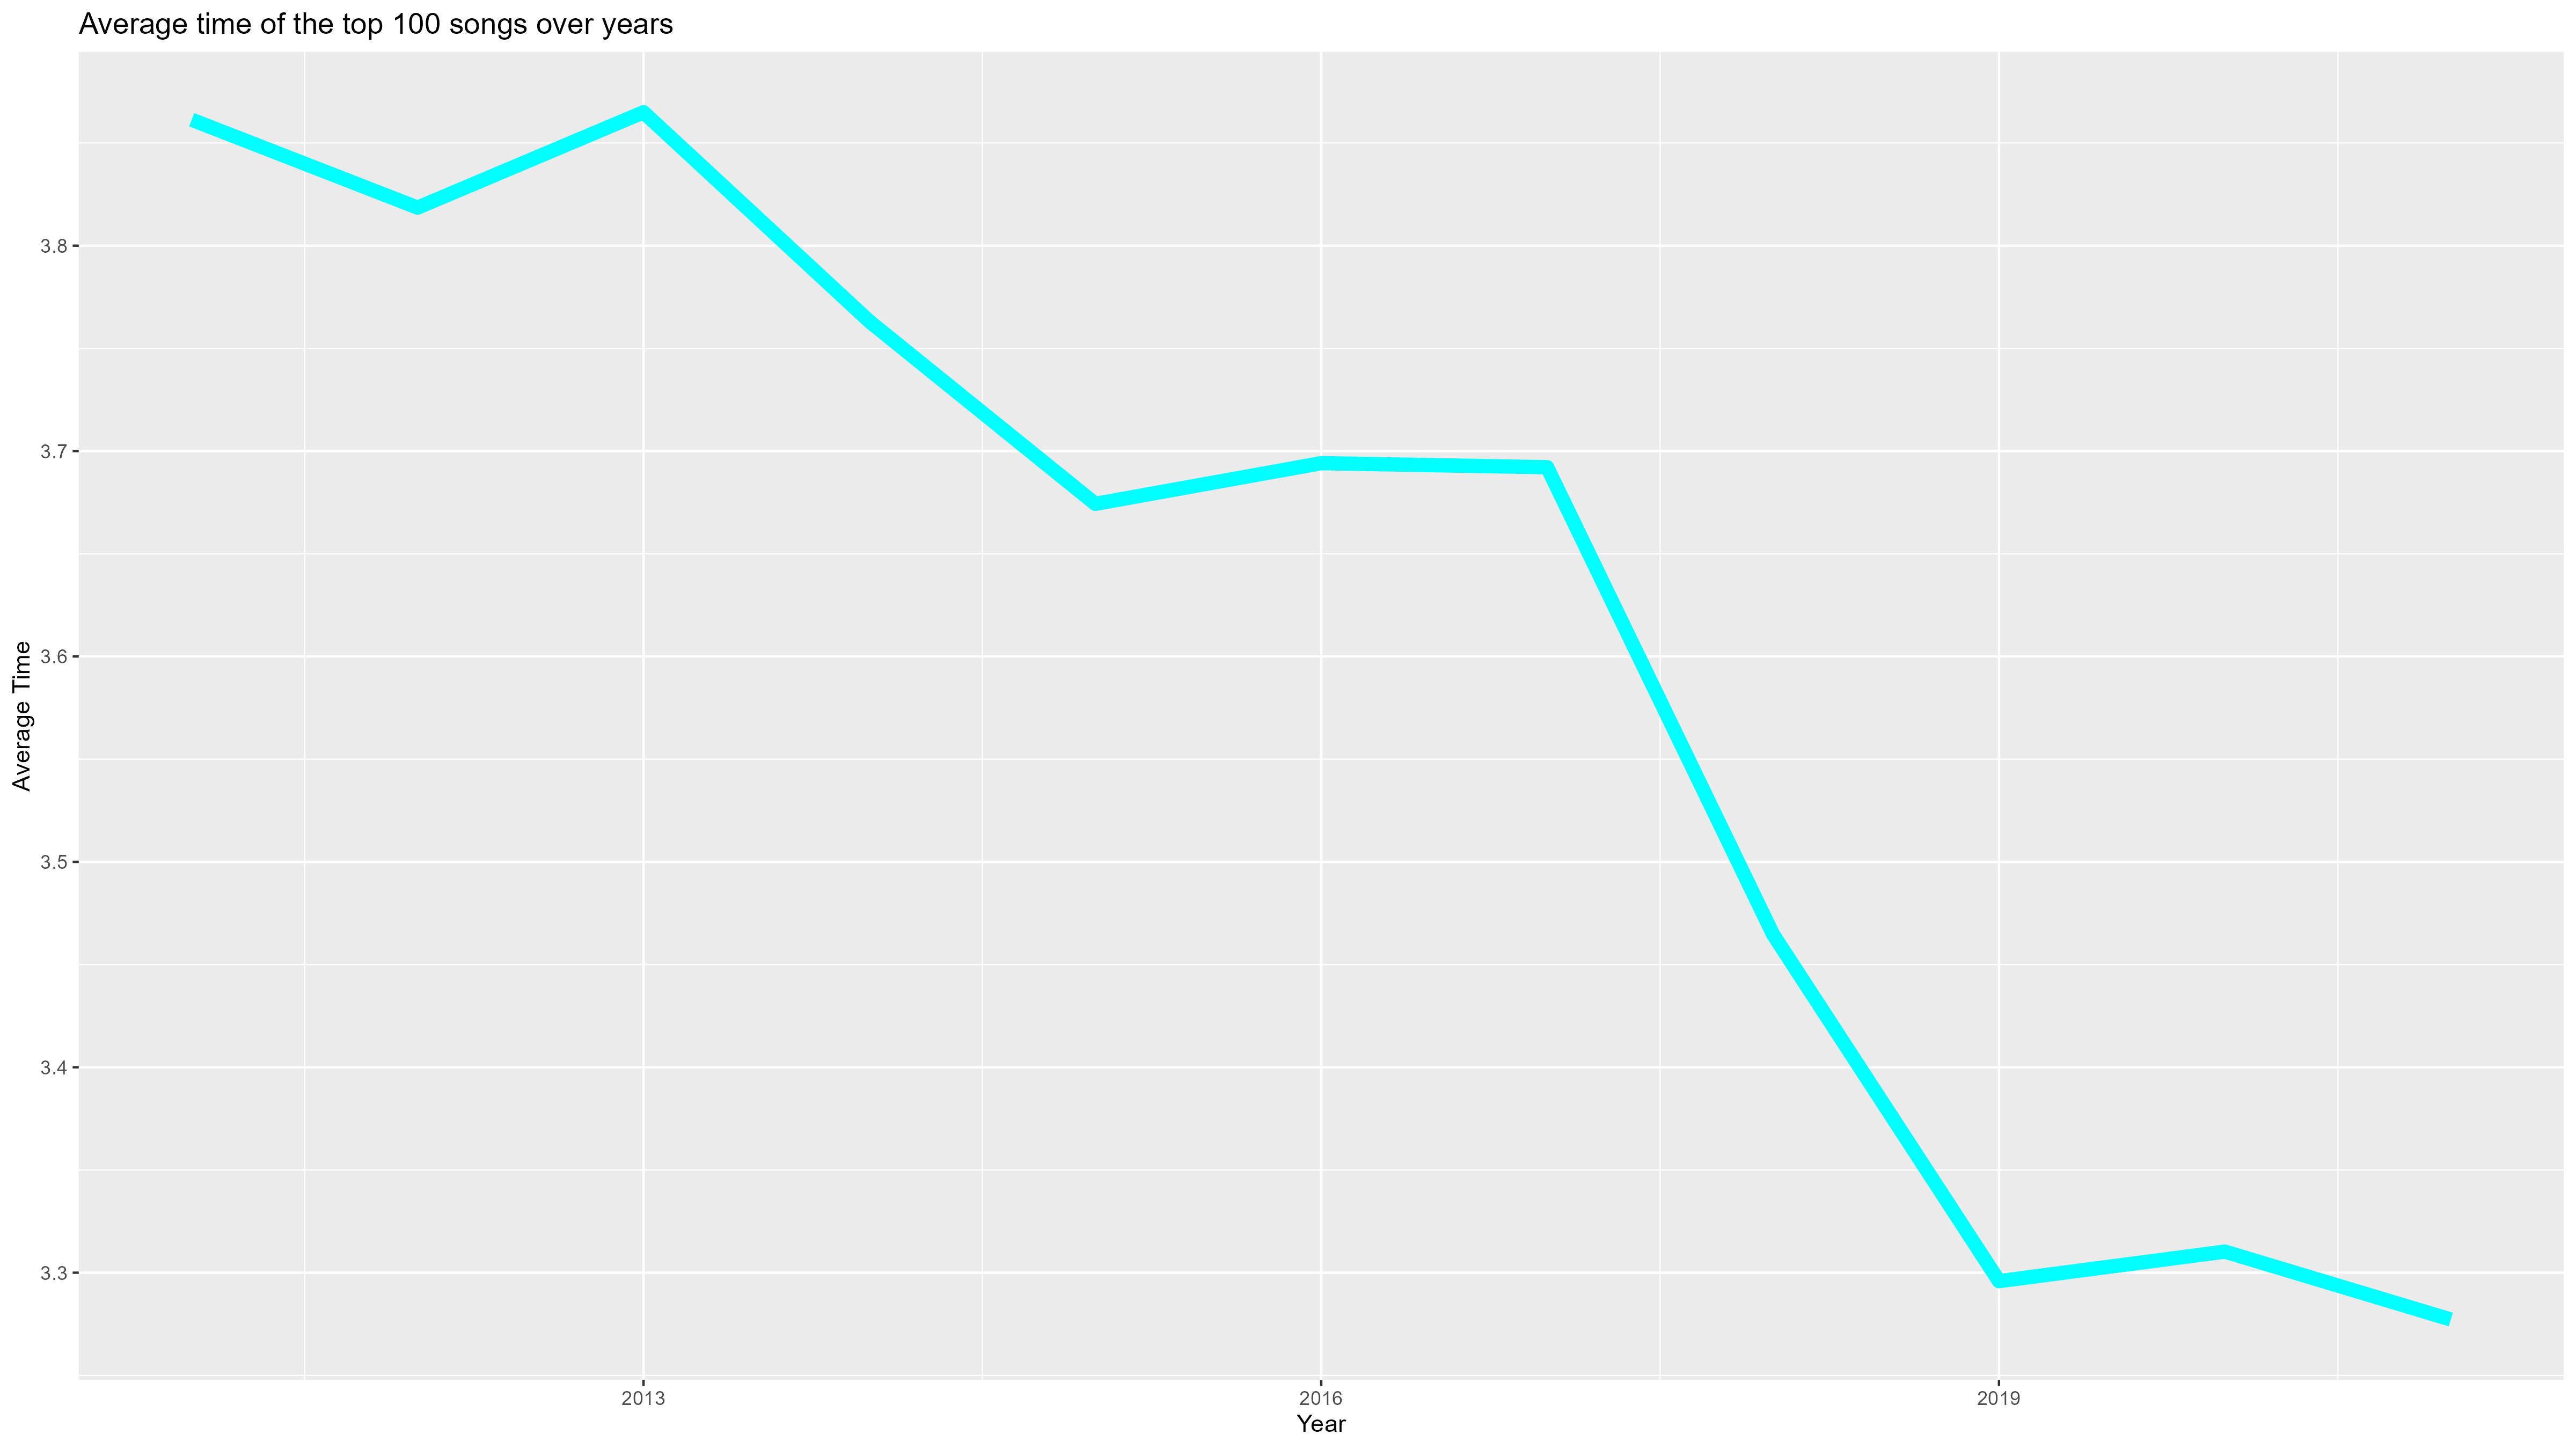 Average time of the top 100 songs over years
Average Time
3.8
3.7
3.6
3.5
3.4
3.3
2013 2016 2019
Year